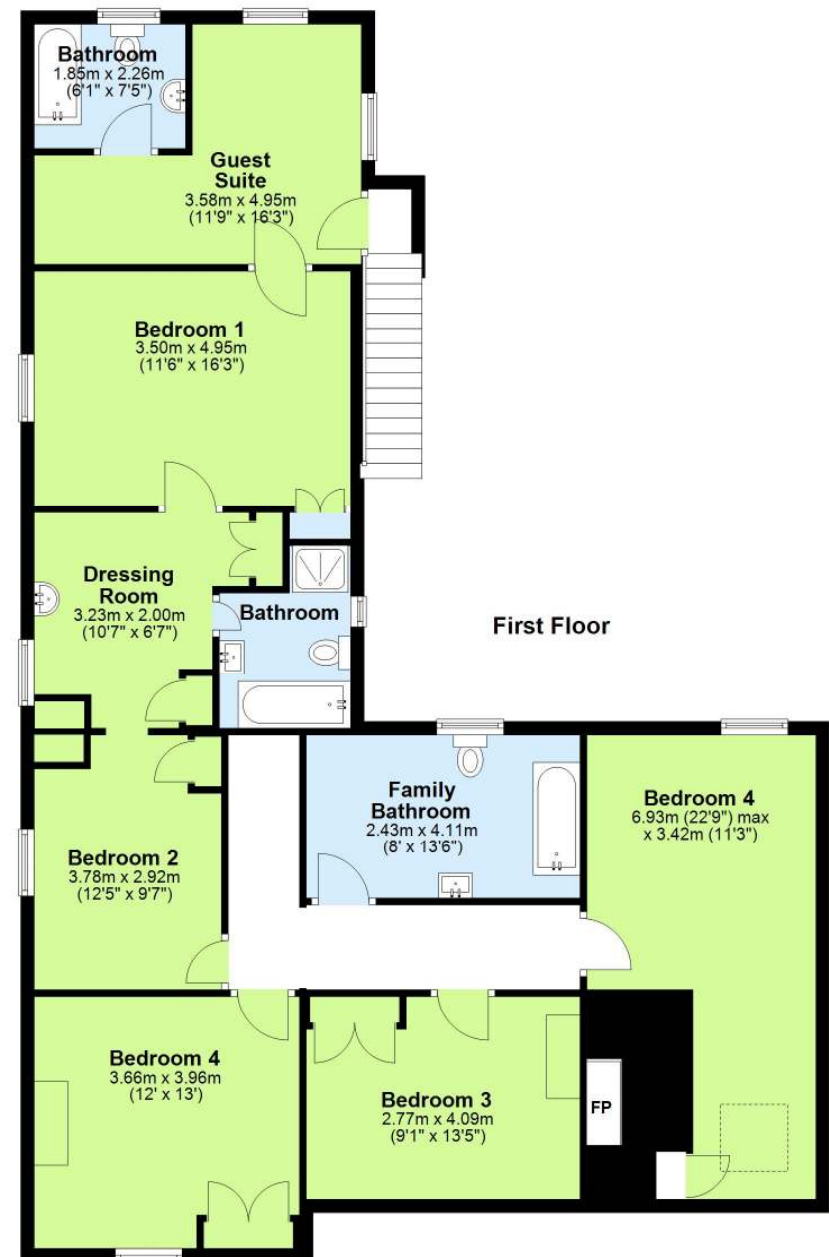 Bathroom
1.85m x 2.26m
(6'1" x 7'5")
Guest
Suite
3.58m x 4.95m
(11'9" x 16'3")
Bedroom 1
3.50m x 4.95m
(11'6" x 16'3")
Dressing
Room
3.23m x 2.00m
(10'7" x 6'7")
Bathroom
First Floor
Family
Bathroom
2.43m x 4.11m
(8' x 13'6")
Bedroom 4
6.93m (22'9") max
x 3.42m (11'3")
Bedroom 2
3.78m x 2.92m
(12'5" x 9'7")
Bedroom 4
3.66m x 3.96m
(12' x 13')
Bedroom 3
2.77m x 4.09m
(9'1" x 13'5")
FP